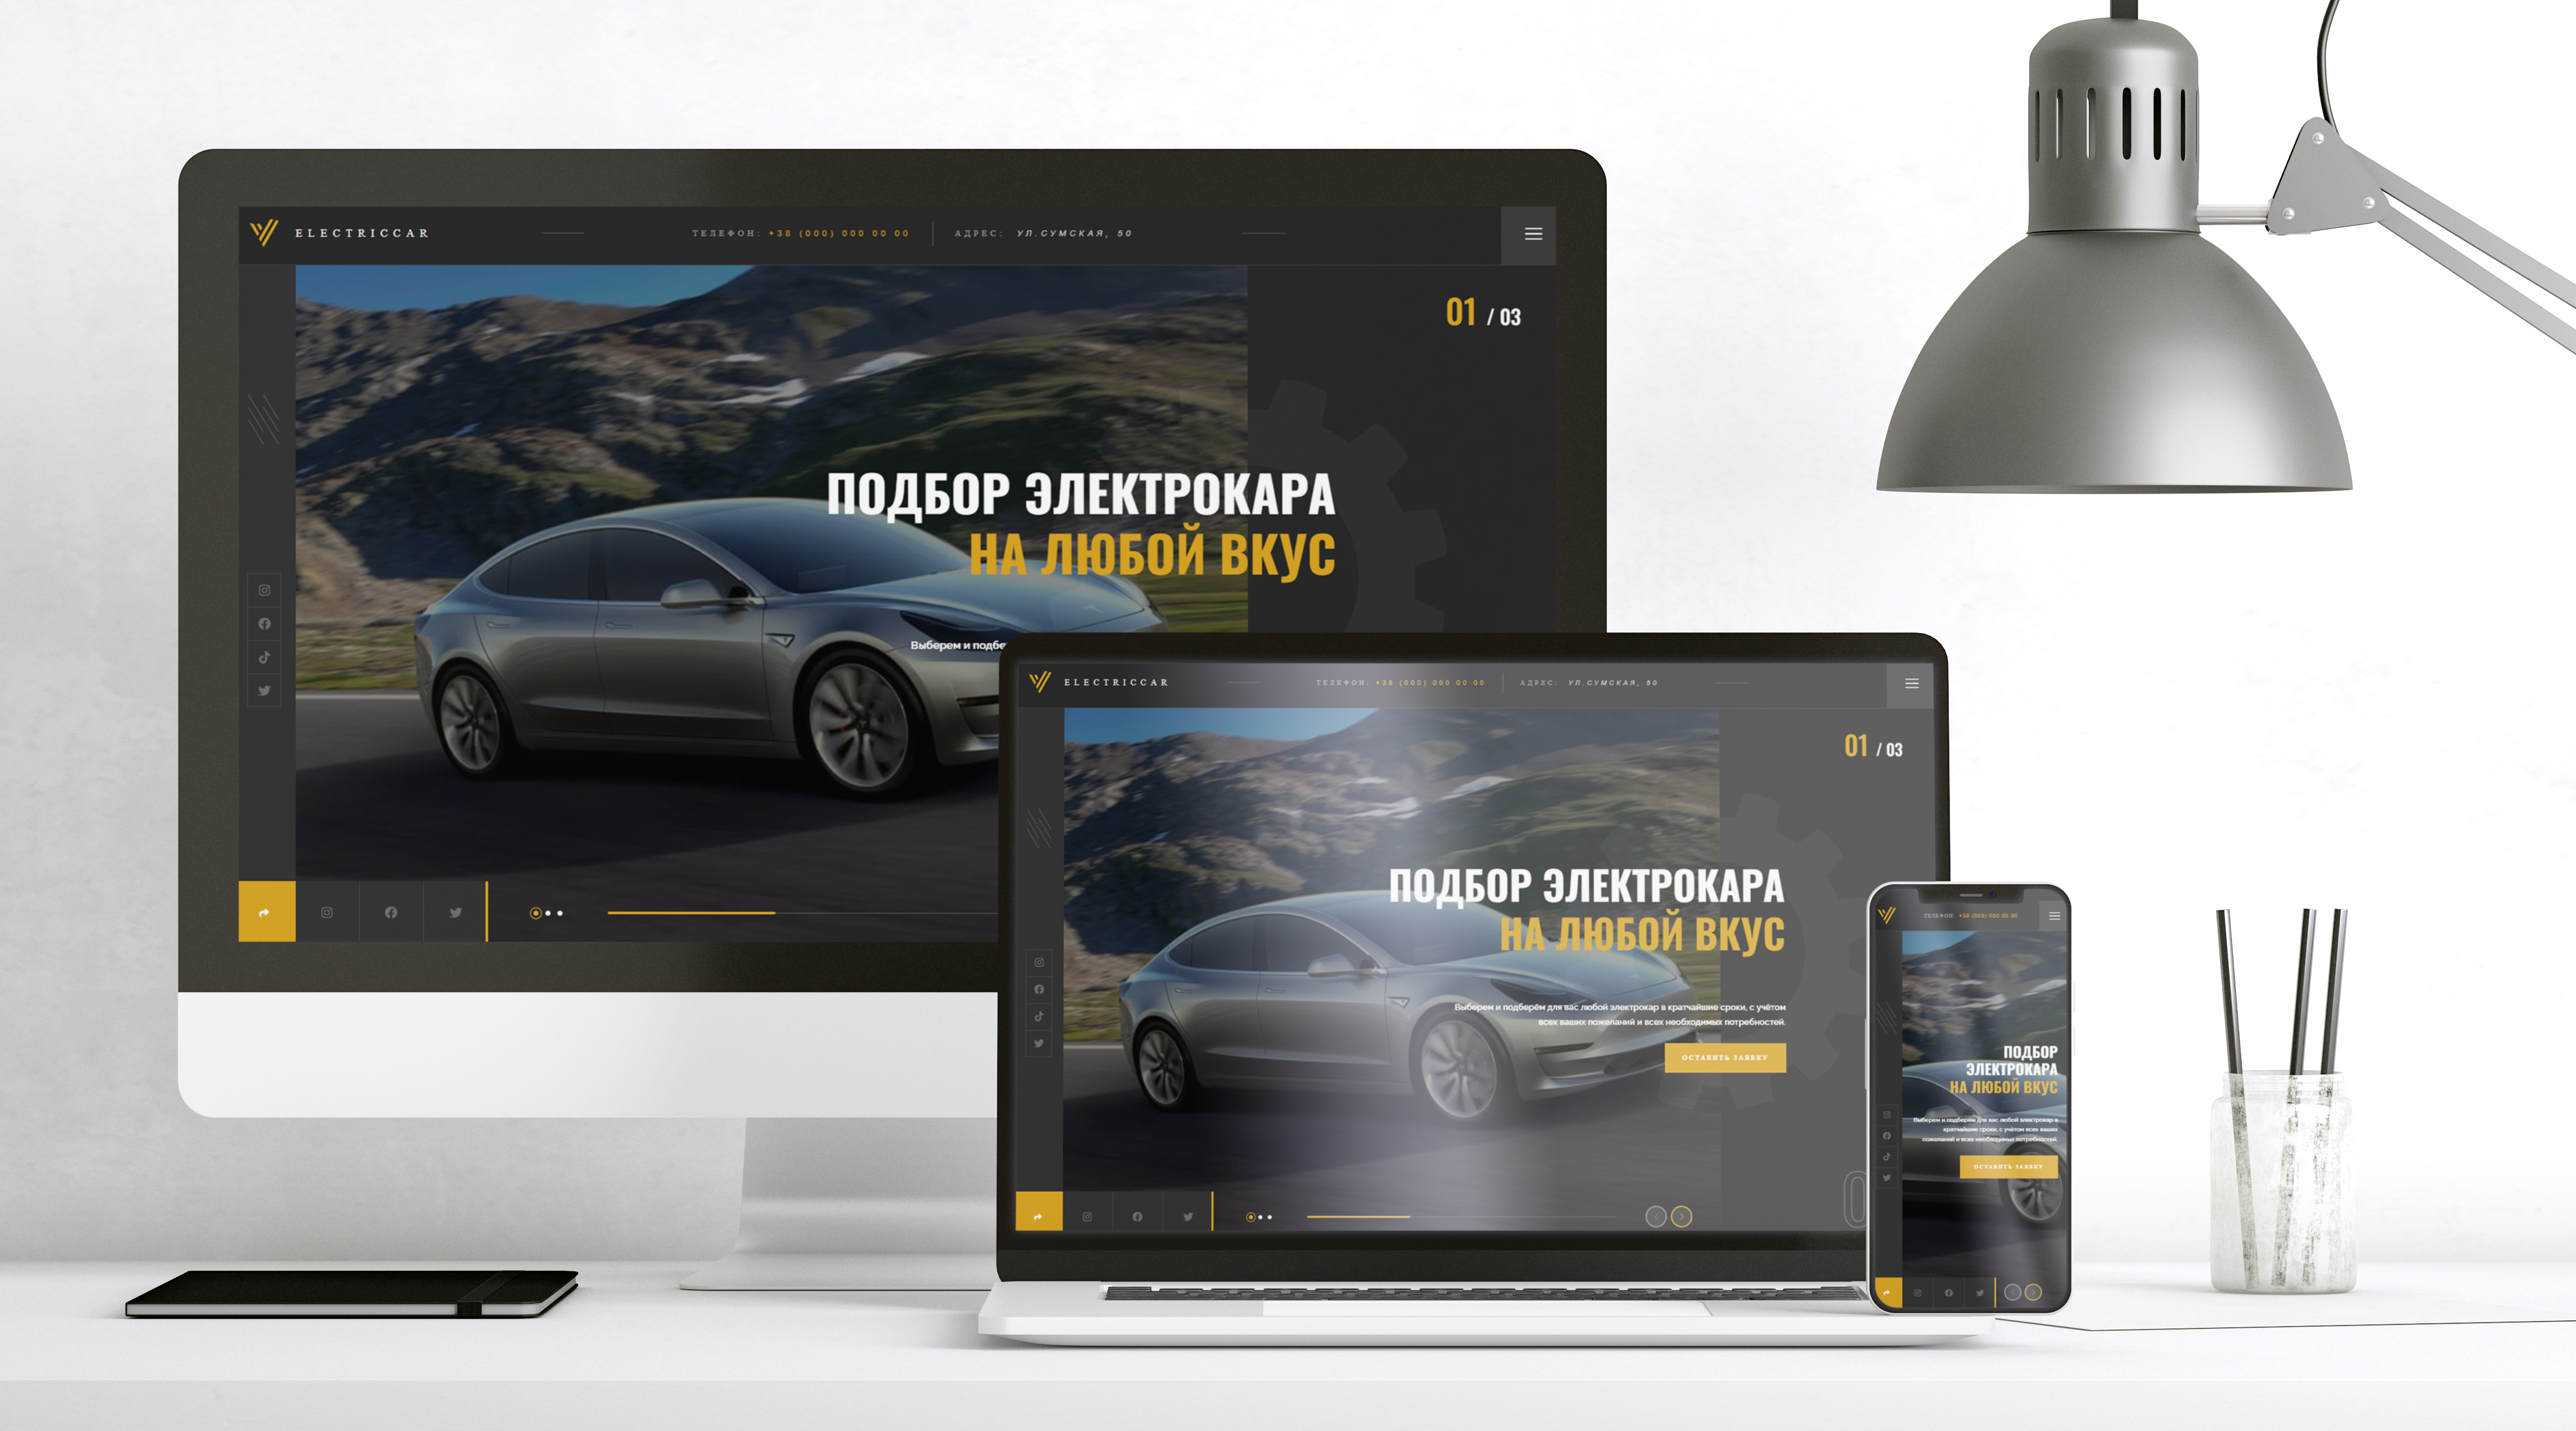 ELECTRICCAR
ТЕЛЕФОН: +38 (000) 000 00 00
АДРЕС: УЛ.СУМСКАЯ, 50
01 / 03
ПОДБОР ЭЛЕКТРОКАРА
НА ЛЮБОЙ ВКУС
Выберем и
ELECTRICCAR
ТЕЛЕФОН: +38 (000) 000 00 00
АДРЕС: УЛ.СУМСКАЯ, 50
01 / 03
ПОДБОР ЭЛЕКТРОКАРА
НА ЛЮБОЙ ВКУС
Выберем и подберём для вас любой электрокар в кратчайшие сроки, с учётом
всех ваших пожеланий и всех необходимых потребностей.
ОСТАВИТЬ ЗАЯВКУ
0
ТЕЛЕФОН: +38 (000) 000 00 00
ПОДБОР
ЭЛЕКТРОКАРА
НА ЛЮБОЙ ВКУС
Выберем и подберём для вас любой электрокар в
кратчайшие сроки, с учётом всех ваших
пожеланий и всех необходимых потребностей.
ОСТАВИТЬ ЗАЯВКУ